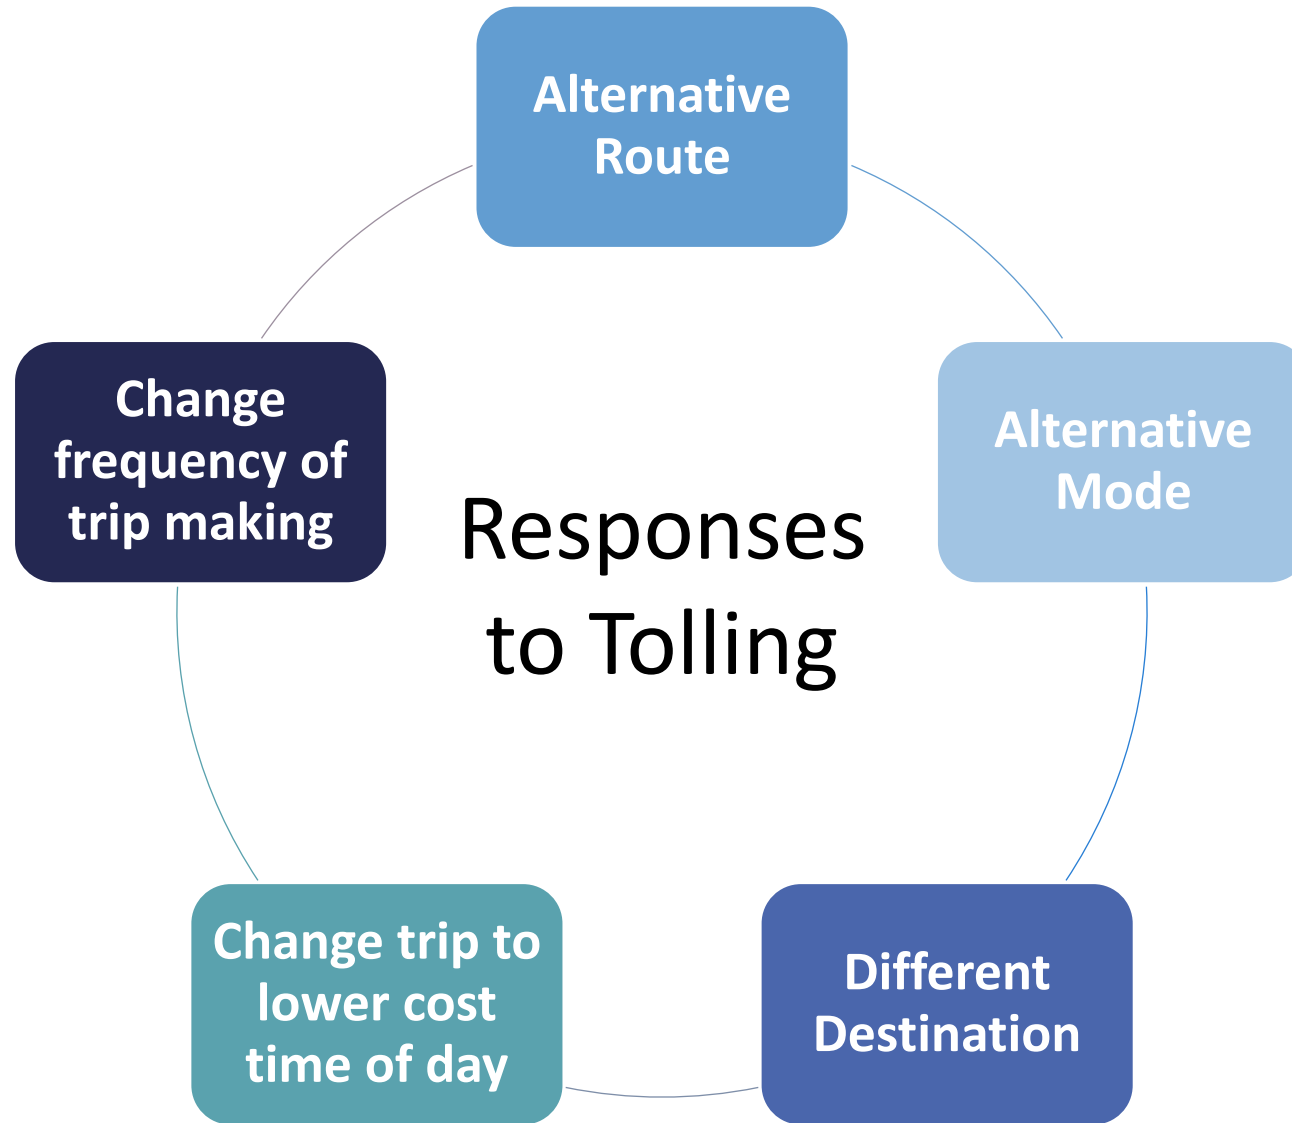 Alternative
Route
Alternative
Mode
Different
Destination
Change trip to
lower cost
time of day
Change
frequency of
trip making
Responses
to Tolling